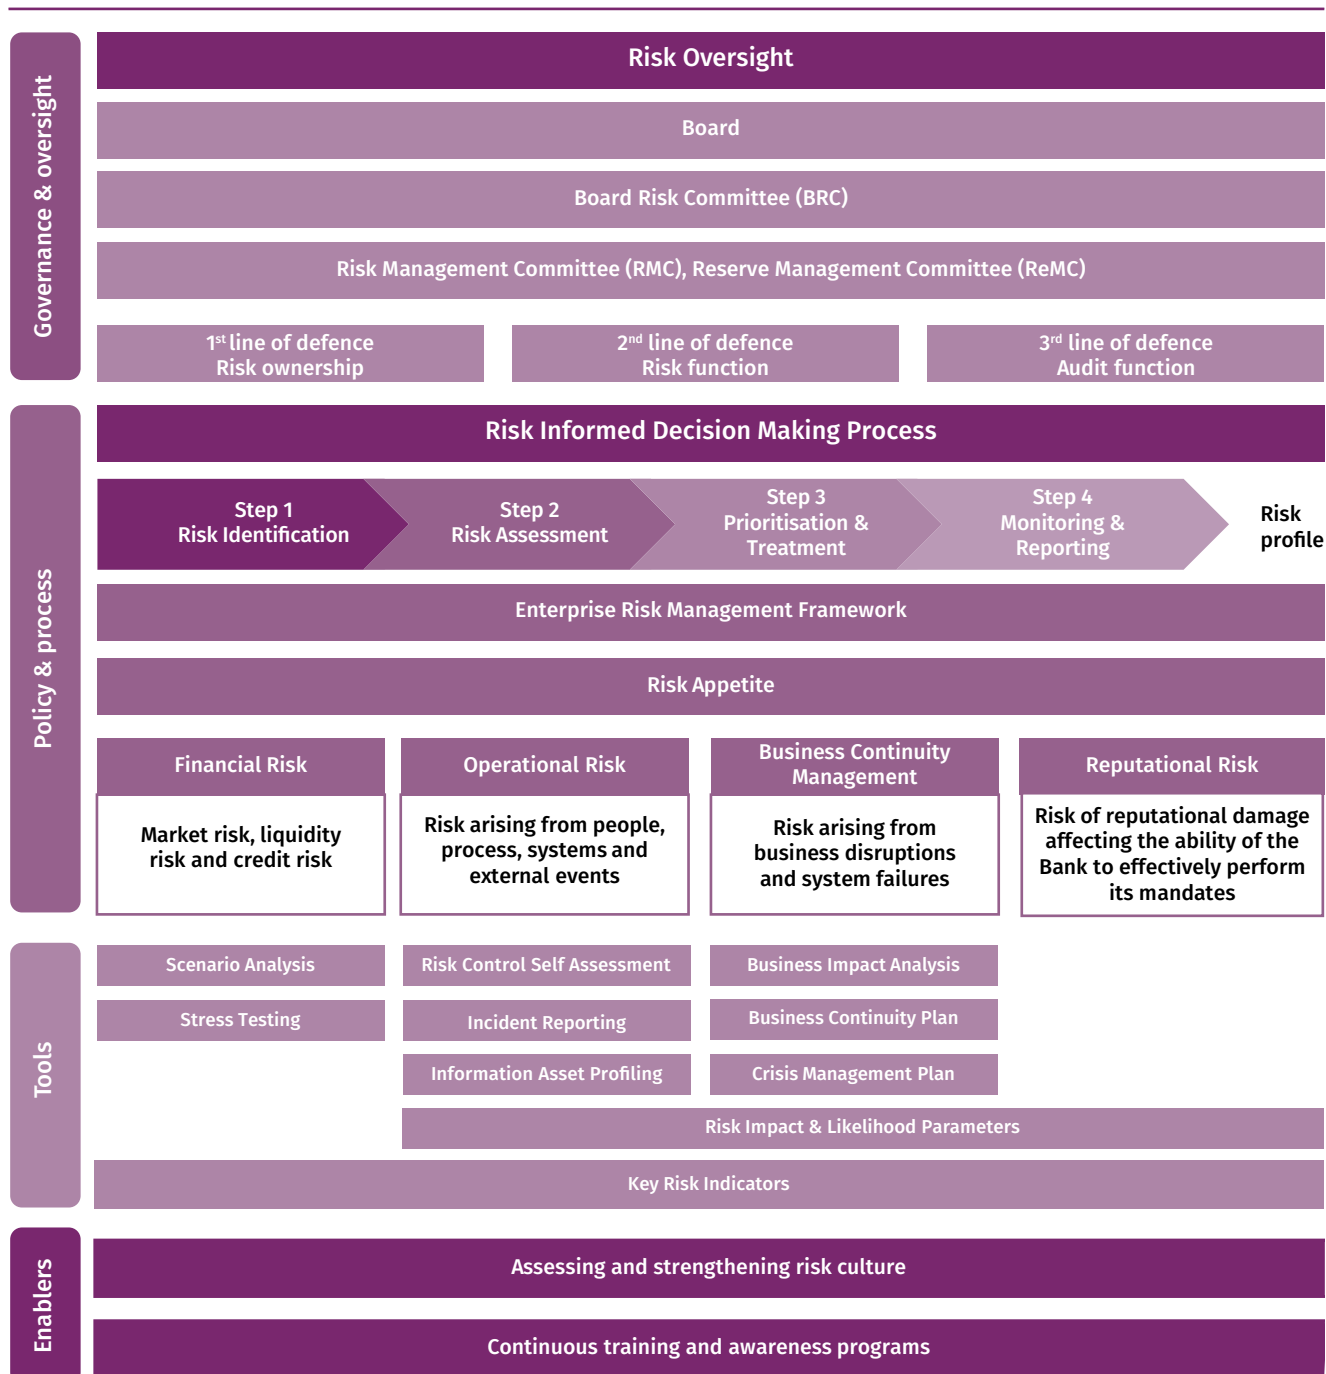 Governance & oversight
Risk Oversight
Board
Board Risk Committee (BRC)
Risk Management Committee (RMC), Reserve Management Committee (ReMC)
1st line of defence
Risk ownership
2nd line of defence
Risk function
3rd line of defence
Audit function
Policy & process
Risk Informed Decision Making Process
Step 1
Risk Identification
Step 2
Risk Assessment
Step 3
Prioritisation &
Treatment
Step 4
Monitoring &
Reporting
Risk
profile
Enterprise Risk Management Framework
Risk Appetite
Financial Risk
Market risk, liquidity
risk and credit risk
Operational Risk
Risk arising from people,
process, systems and
external events
Business Continuity
Management
Risk arising from
business disruptions
and system failures
Reputational Risk
Risk of reputational damage
affecting the ability of the
Bank to effectively perform
its mandates
Tools
Scenario Analysis
Stress Testing
Risk Control Self Assessment
Incident Reporting
Information Asset Profiling
Business Impact Analysis
Business Continuity Plan
Crisis Management Plan
Risk Impact & Likelihood Parameters
Key Risk Indicators
Enablers
Assessing and strengthening risk culture
Continuous training and awareness programs